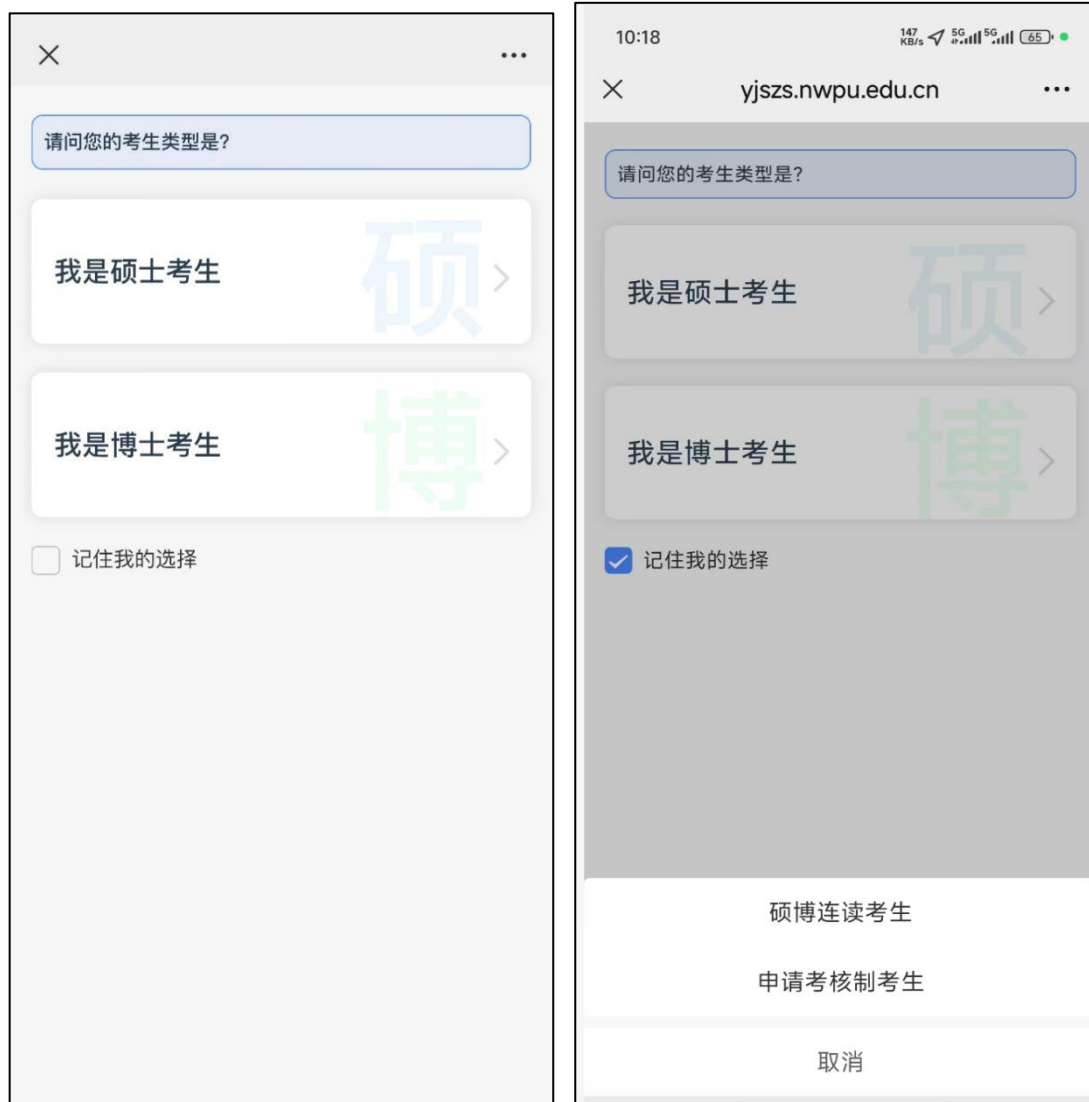 请问您的考生类型是?
我是硕士考生
硕
我是博士考生
博
记住我的选择
10:18
147
KB/s
5G
5G
65
yjszs.nwpu.edu.cn
请问您的考生类型是?
我是硕士考生
硕
我是博士考生
博
记住我的选择
硕博连读考生
申请考核制考生
取消